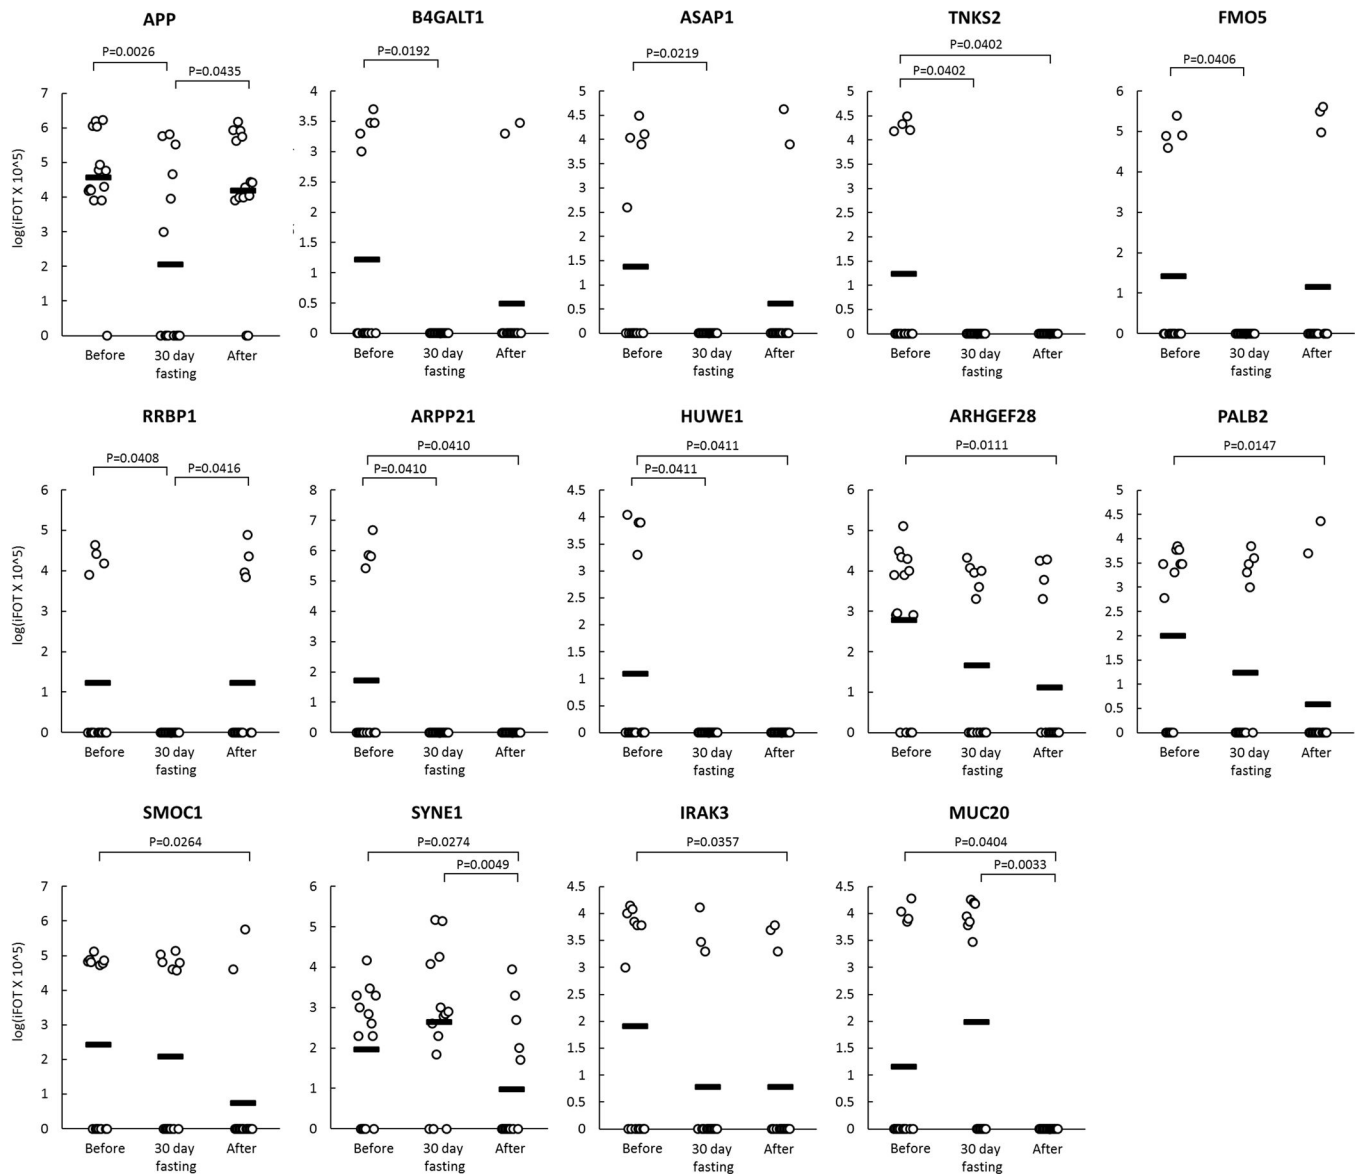 APP
B4GALT1
ASAP1
TNKS2
FMO5
P=0.0026
P=0.0435
P=0.0192
P=0.0219
P=0.0402
P=0.0402
P=0.0406
log(iFOT X 10^5)
7
6
5
4
3
2
1
0
Before
30 day
fasting
After
4
3.5
3
2.5
2
1.5
1
0.5
0
Before
30 day
fasting
After
5
4.5
4
3.5
3
2.5
2
1.5
1
0.5
0
Before
30 day
fasting
After
5
4.5
4
3.5
3
2.5
2
1.5
1
0.5
0
Before
30 day
fasting
After
6
5
4
3
2
1
0
Before
30 day
fasting
After
RRBP1
ARPP21
HUWE1
ARHGEF28
PALB2
P=0.0408
P=0.0416
P=0.0410
P=0.0410
P=0.0411
P=0.0411
P=0.0111
P=0.0147
log(iFOT X 10^5)
6
5
4
3
2
1
0
Before
30 day
fasting
After
8
7
6
5
4
3
2
1
0
Before
30 day
fasting
After
4.5
4
3.5
3
2.5
2
1.5
1
0.5
0
Before
30 day
fasting
After
6
5
4
3
2
1
0
Before
30 day
fasting
After
5
4.5
4
3.5
3
2.5
2
1.5
1
0.5
0
Before
30 day
fasting
After
SMOC1
SYNE1
IRAK3
MUC20
P=0.0264
P=0.0274
P=0.0049
P=0.0357
P=0.0404
P=0.0033
log(iFOT X 10^5)
6
5
4
3
2
1
0
Before
30 day
fasting
After
6
5
4
3
2
1
0
Before
30 day
fasting
After
4.5
4
3.5
3
2.5
2
1.5
1
0.5
0
Before
30 day
fasting
After
4.5
4
3.5
3
2.5
2
1.5
1
0.5
0
Before
30 day
fasting
After